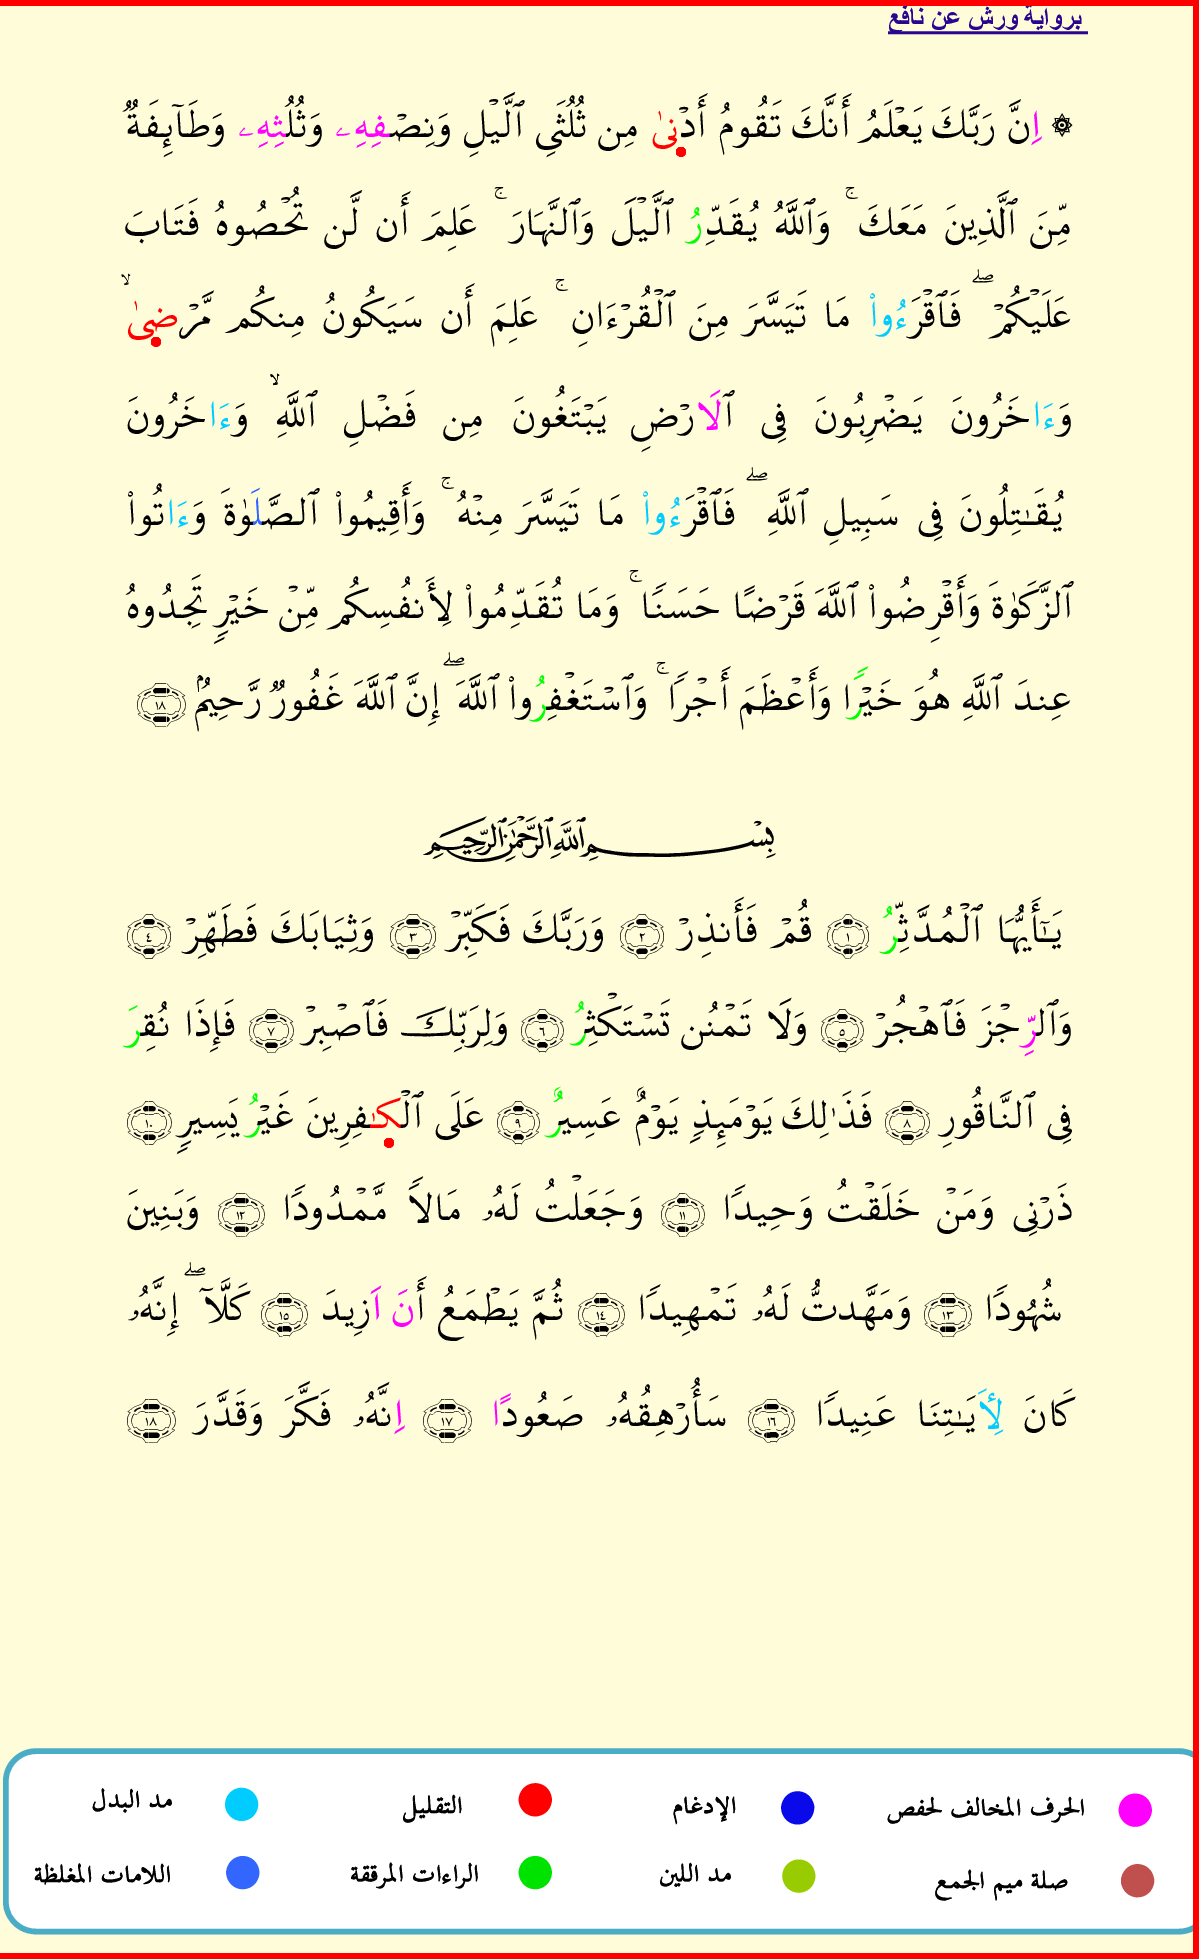 برواية ورش عن نافع
۞ اِنَّ رَبَّكَ يَعْلَمُ أَنَّكَ تَقُومُ أَدْنىٰ مِن ثُلُثَيِ اِ۬لَّيْلِ وَنِصْفِهِۦ وَثُلُثِهِۦ وَطَآئِفَةٌ
مِّنَ ٱلَّذِينَ مَعَكَ ۚ وَٱللَّهُ يُقَدِّرُ ٱلَّيْلَ وَٱلنَّهَارَ ۚ عَلِمَ أَن لَّن تُحْصُوهُ فَتَابَ
عَلَيْكُمْ ۖ فَٱقْرَءُواْ مَا تَيَسَّرَ مِنَ ٱلْقُرْءَانِ ۚ عَلِمَ أَن سَيَكُونُ مِنكُم مَّرْضىٰ ۙ
وَءَاخَرُونَ يَضْرِبُونَ فِى ٱلَارْضِ يَبْتَغُونَ مِن فَضْلِ ٱللَّهِ ۙ وَءَاخَرُونَ
يُقَـٰتِلُونَ فِى سَبِيلِ ٱللَّهِ ۖ فَٱقْرَءُواْ مَا تَيَسَّرَ مِنْهُ ۚ وَأَقِيمُواْ ٱلصَّلَوٰةَ وَءَاتُواْ
ٱلزَّكَوٰةَ وَأَقْرِضُواْ ٱللَّهَ قَرْضًا حَسَنًا ۚ وَمَا تُقَدِّمُواْ لِأَنفُسِكُم مِّنْ خَيْرٍ تَجِدُوهُ
عِندَ ٱللَّهِ هُوَ خَيْرًا وَأَعْظَمَ أَجْرًا ۚ وَٱسْتَغْفِرُواْ ٱللَّهَ ۖ إِنَّ ٱللَّهَ غَفُورٌ رَّحِيمٌ ١٨
بِسْمِ ٱللَّهِ ٱلرَّحْمَـٰنِ ٱلرَّحِيمِ
يَـٰٓأَيُّهَا ٱلْمُدَّثِّرُ ١ قُمْ فَأَنذِرْ ٢ وَرَبَّكَ فَكَبِّرْ ٣ وَثِيَابَكَ فَطَهِّرْ ٤
وَٱلرِّجْزَ فَٱهْجُرْ ٥ وَلَا تَمْنُن تَسْتَكْثِرُ ٦ وَلِرَبِّكَ فَٱصْبِرْ ٧ فَإِذَا نُقِرَ
فِى ٱلنَّاقُورِ ٨ فَذَٰلِكَ يَوْمَئِذٍ يَوْمٌ عَسِيرٌ ٩ عَلَى ٱلْكَـٰفِرِينَ غَيْرُ يَسِيرٍ ١٠
ذَرْنِى وَمَنْ خَلَقْتُ وَحِيدًا ١١ وَجَعَلْتُ لَهُۥ مَالاً مَّمْدُودًا ١٢ وَبَنِينَ
شُهُودًا ١٣ وَمَهَّدتُّ لَهُۥ تَمْهِيدًا ١٤ ثُمَّ يَطْمَعُ أَنَ اَزِيدَ ١٥ كَلَّآ ۖ إِنَّهُۥ
كَانَ لِأَيَـٰتِنَا عَنِيدًا ١٦ سَأُرْهِقُهُۥ صَعُودًا ١٧ اِنَّهُۥ فَكَّرَ وَقَدَّرَ ١٨
الحرف المخالف لحفص الإدغام التقليل مد البدل
صلة ميم الجمع مد اللين الراءات المرققة اللامات المغلظة